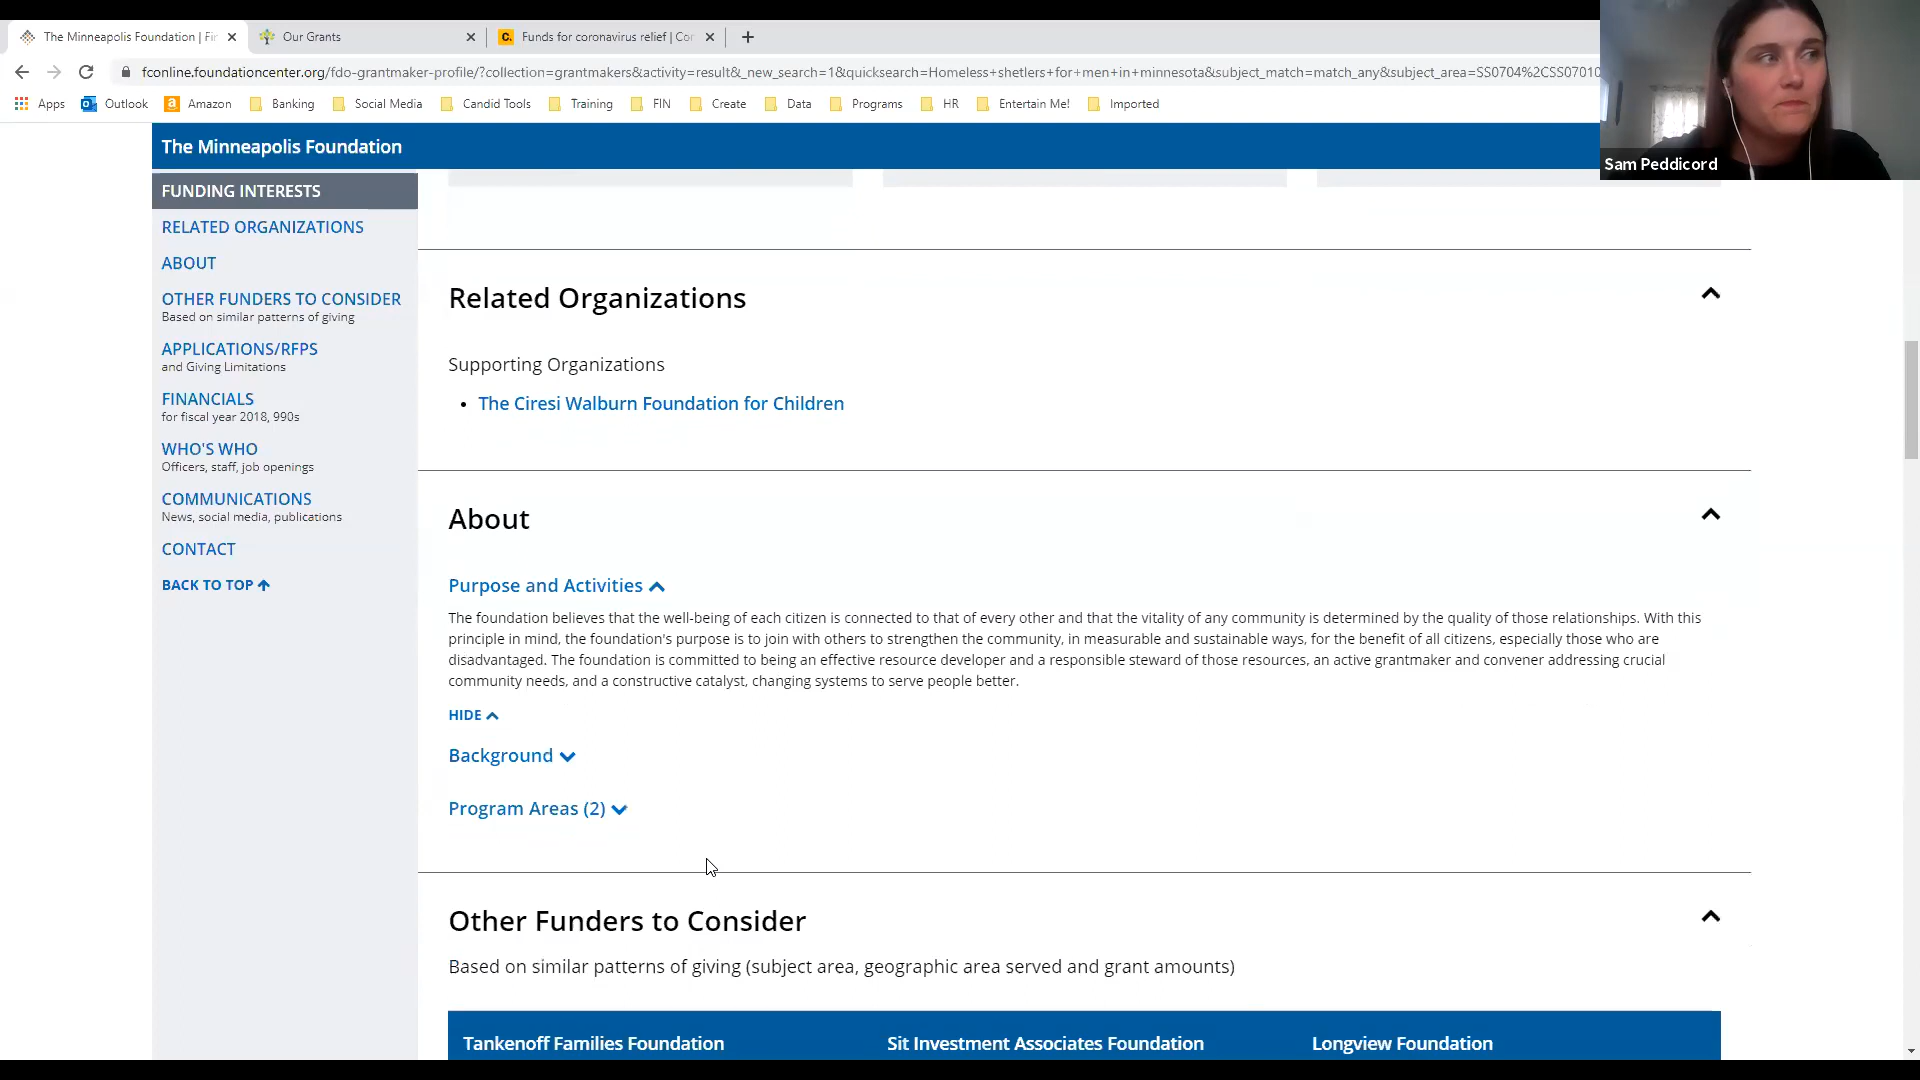 The Minneapolis Foundation | Fin
Our Grants
Funds for coronavirus relief | Cor
fconline.foundationcenter.org/fdo-grantmaker-profile/?collection=grantmakers&activity=result&_new_search=1&quicksearch=Homeless+shetlers+for+men+in+minnesota&subject_match=match_any&subject_area=SS0704%2CSS07010
Apps
Outlook
Amazon
Banking
Social Media
Candid Tools
Training
FIN
Create
Data
Programs
HR
Entertain Me!
Imported
Sam Peddicord
The Minneapolis Foundation
FUNDING INTERESTS
RELATED ORGANIZATIONS
ABOUT
OTHER FUNDERS TO CONSIDER
Based on similar patterns of giving
APPLICATIONS/RFPS
and Giving Limitations
FINANCIALS
for fiscal year 2018, 990s
WHO'S WHO
Officers, staff, job openings
COMMUNICATIONS
News, social media, publications
CONTACT
BACK TO TOP
Related Organizations
Supporting Organizations
• The Ciresi Walburn Foundation for Children
About
Purpose and Activities
The foundation believes that the well-being of each citizen is connected to that of every other and that the vitality of any community is determined by the quality of those relationships. With this
principle in mind, the foundation's purpose is to join with others to strengthen the community, in measurable and sustainable ways, for the benefit of all citizens, especially those who are
disadvantaged. The foundation is committed to being an effective resource developer and a responsible steward of those resources, an active grantmaker and convener addressing crucial
community needs, and a constructive catalyst, changing systems to serve people better.
HIDE
Background
Program Areas (2)
Other Funders to Consider
Based on similar patterns of giving (subject area, geographic area served and grant amounts)
Tankenoff Families Foundation
Sit Investment Associates Foundation
Longview Foundation